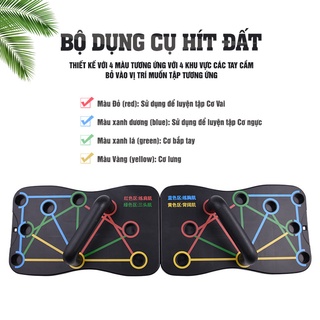 BỘ DỤNG CỤ HÍT ĐẤT
THIẾT KẾ VỚI 4 MÀU TƯƠNG ỨNG VỚI 4 KHU VỰC CÁC TAY CẦM
BỎ VÀO VỊ TRÍ MUỐN TẬP TƯƠNG ỨNG
Màu Đỏ (red): Sử dụng để luyện tập Cơ Vai
Màu xanh dương (blue): Sử dụng để luyện tập Cơ ngực
Màu xanh lá (green): Cơ bắp tay
Màu Vàng (yellow): Cơ lưng